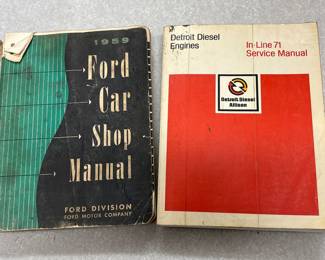 1959
Ford
Car
Shop
Manual
FORD DIVISION
FORD MOTOR COMPANY
Detroit Diesel
Engines
In-Line 71
Service Manual
Detroit Diesel
Allison